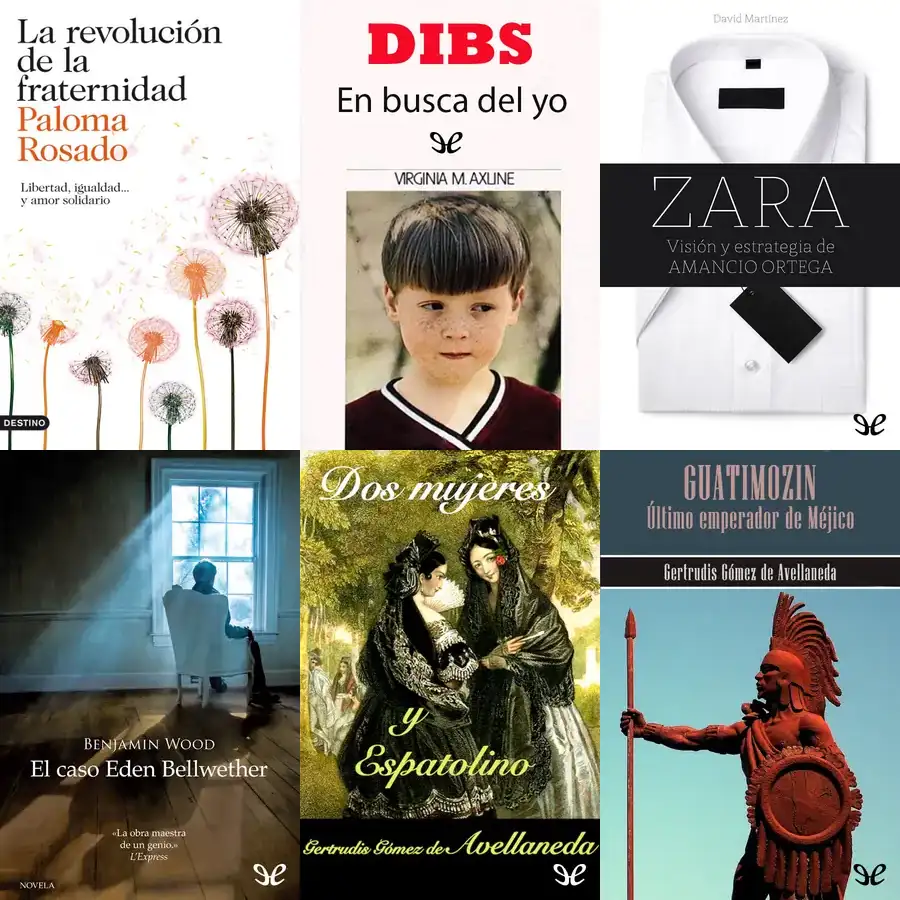 La revolución
de la
fraternidad
Paloma
Rosado
Libertad, igualdad...
y amor solidario
DESTINO
DIBS
En busca del yo
VIRGINIA M. AXLINE
David Martínez
ZARA
Visión y estrategia de
AMANCIO ORTEGA
BENJAMIN WOOD
El caso Eden Bellwether
«La obra maestra
de un genio.»
L'Express
NOVELA
Dos mujeres
y
Espatolino
Gertrudis Gómez de Avellaneda
GUATIMOZIN
Último emperador de Méjico
Gertrudis Gómez de Avellaneda